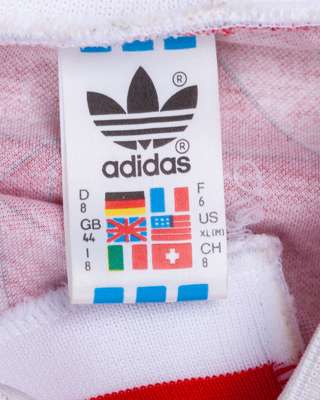 ®
®
adidas
D F
8 6
GB US
44 XL(M)
I CH
8 8